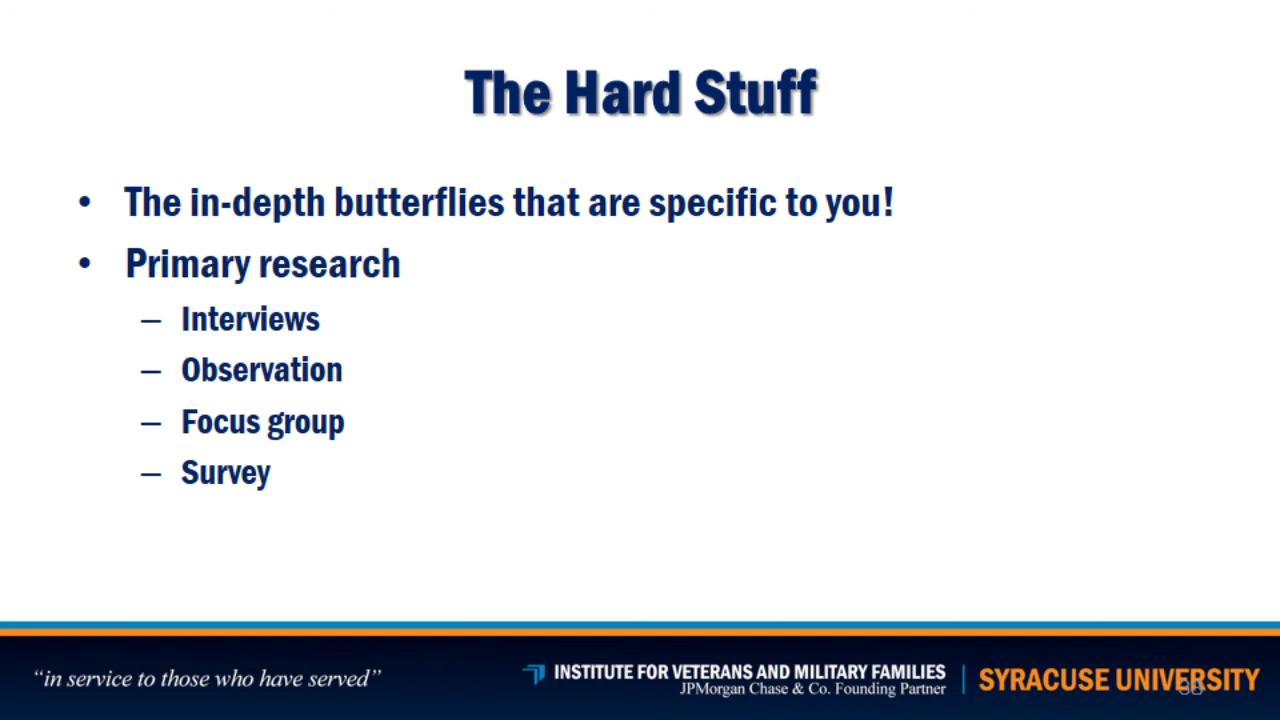 The Hard Stuff
• The in-depth butterflies that are specific to you!
• Primary research
– Interviews
– Observation
– Focus group
– Survey
“in service to those who have served”
INSTITUTE FOR VETERANS AND MILITARY FAMILIES
JPMorgan Chase & Co. Founding Partner
SYRACUSE UNIVERSITY